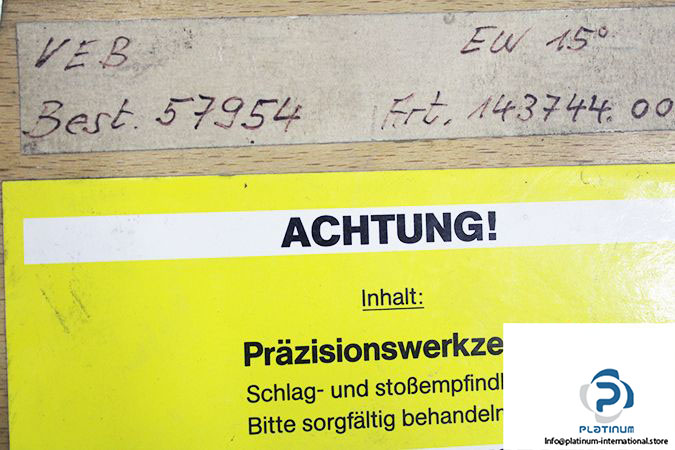 VEB EW 15°
Best. 57954 Art. 143744.00
ACHTUNG!
Inhalt:
Präzisionswerkze
Schlag- und stoßempfindl
Bitte sorgfältig behandeln
PLATINUM
Info@platinum-international.store